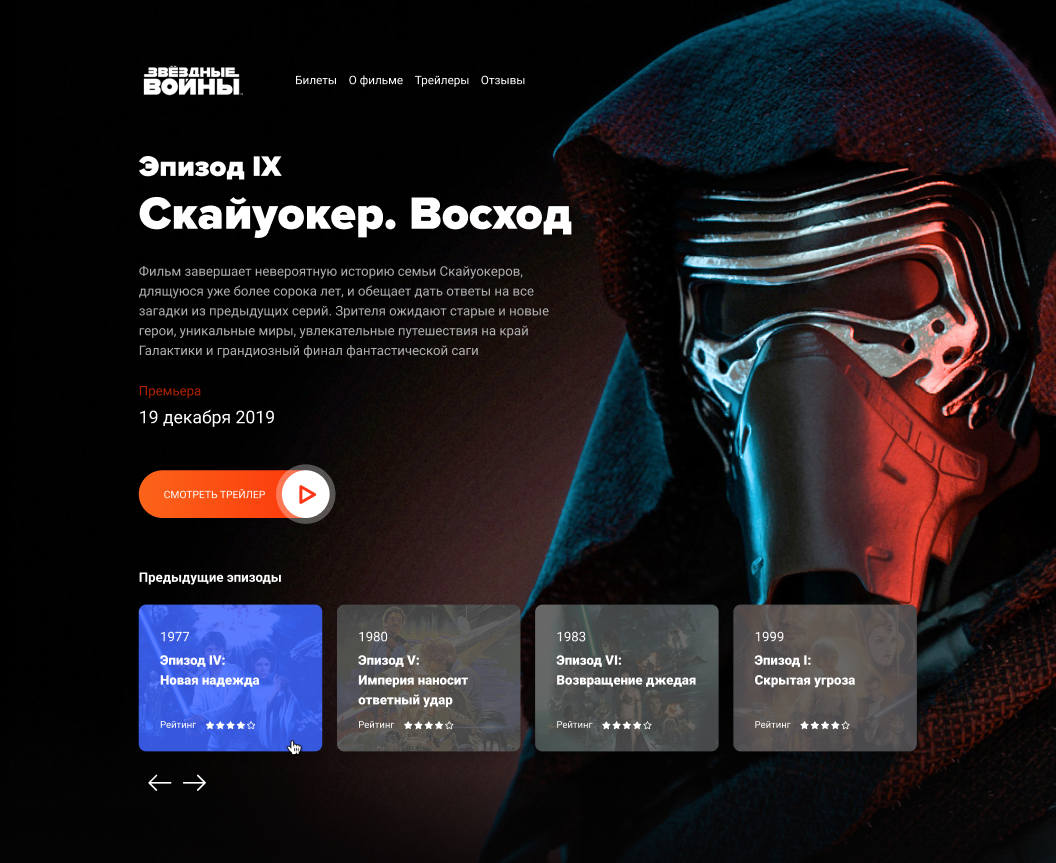 ЗВЁЗДНЫЕ
ВОЙНЫ
Билеты О фильме Трейлеры Отзывы
Эпизод IX
Скайуокер. Восход
Фильм завершает невероятную историю семьи Скайуокеров,
длящуюся уже более сорока лет, и обещает дать ответы на все
загадки из предыдущих серий. Зрителя ожидают старые и новые
герои, уникальные миры, увлекательные путешествия на край
Галактики и грандиозный финал фантастической саги
Премьера
19 декабря 2019
СМОТРЕТЬ ТРЕЙЛЕР
Предыдущие эпизоды
1977
Эпизод IV:
Новая надежда
Рейтинг
1980
Эпизод V:
Империя наносит
ответный удар
Рейтинг
1983
Эпизод VI:
Возвращение джедая
Рейтинг
1999
Эпизод I:
Скрытая угроза
Рейтинг